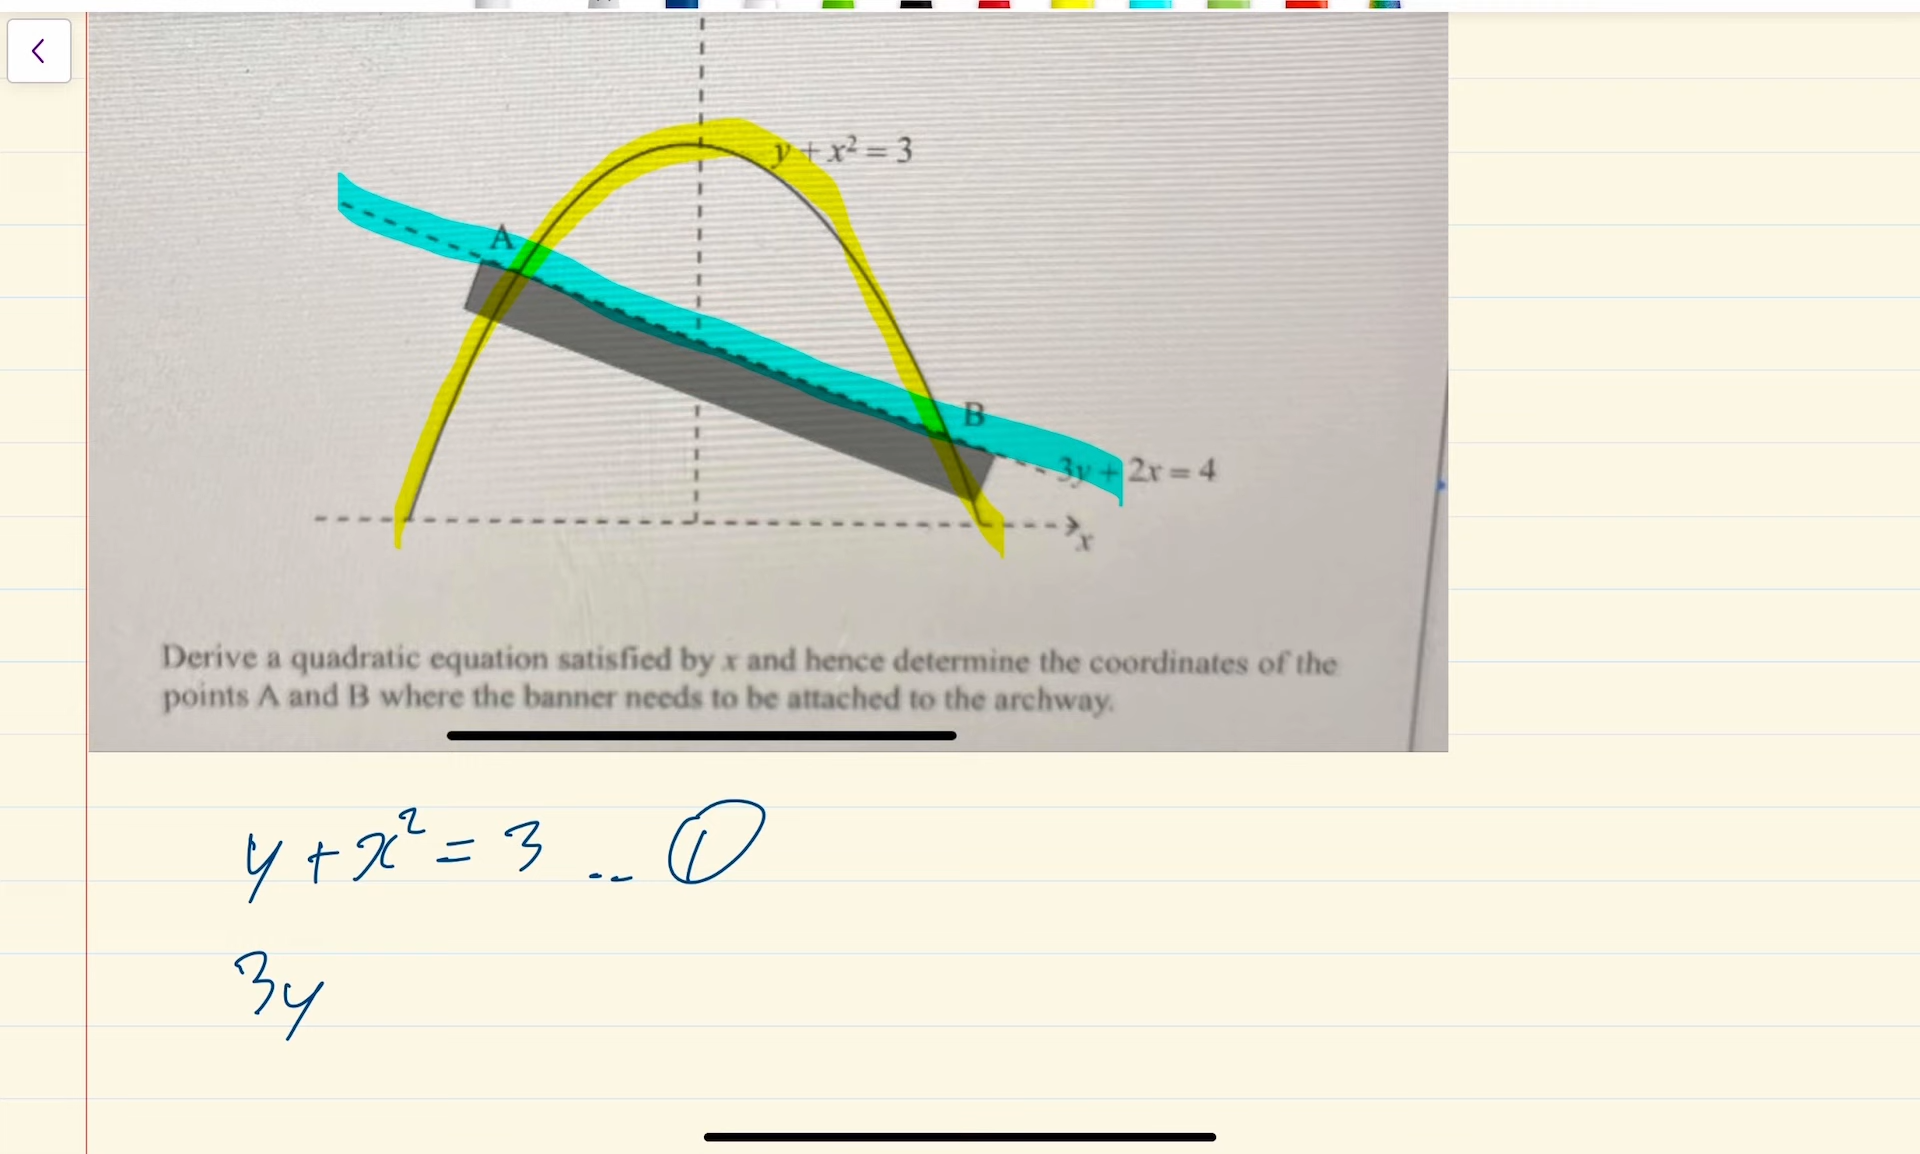 y + x² = 3
A
B
3y + 2x = 4
x
Derive a quadratic equation satisfied by x and hence determine the coordinates of the
points A and B where the banner needs to be attached to the archway.
y + x² = 3 .. ①
3y